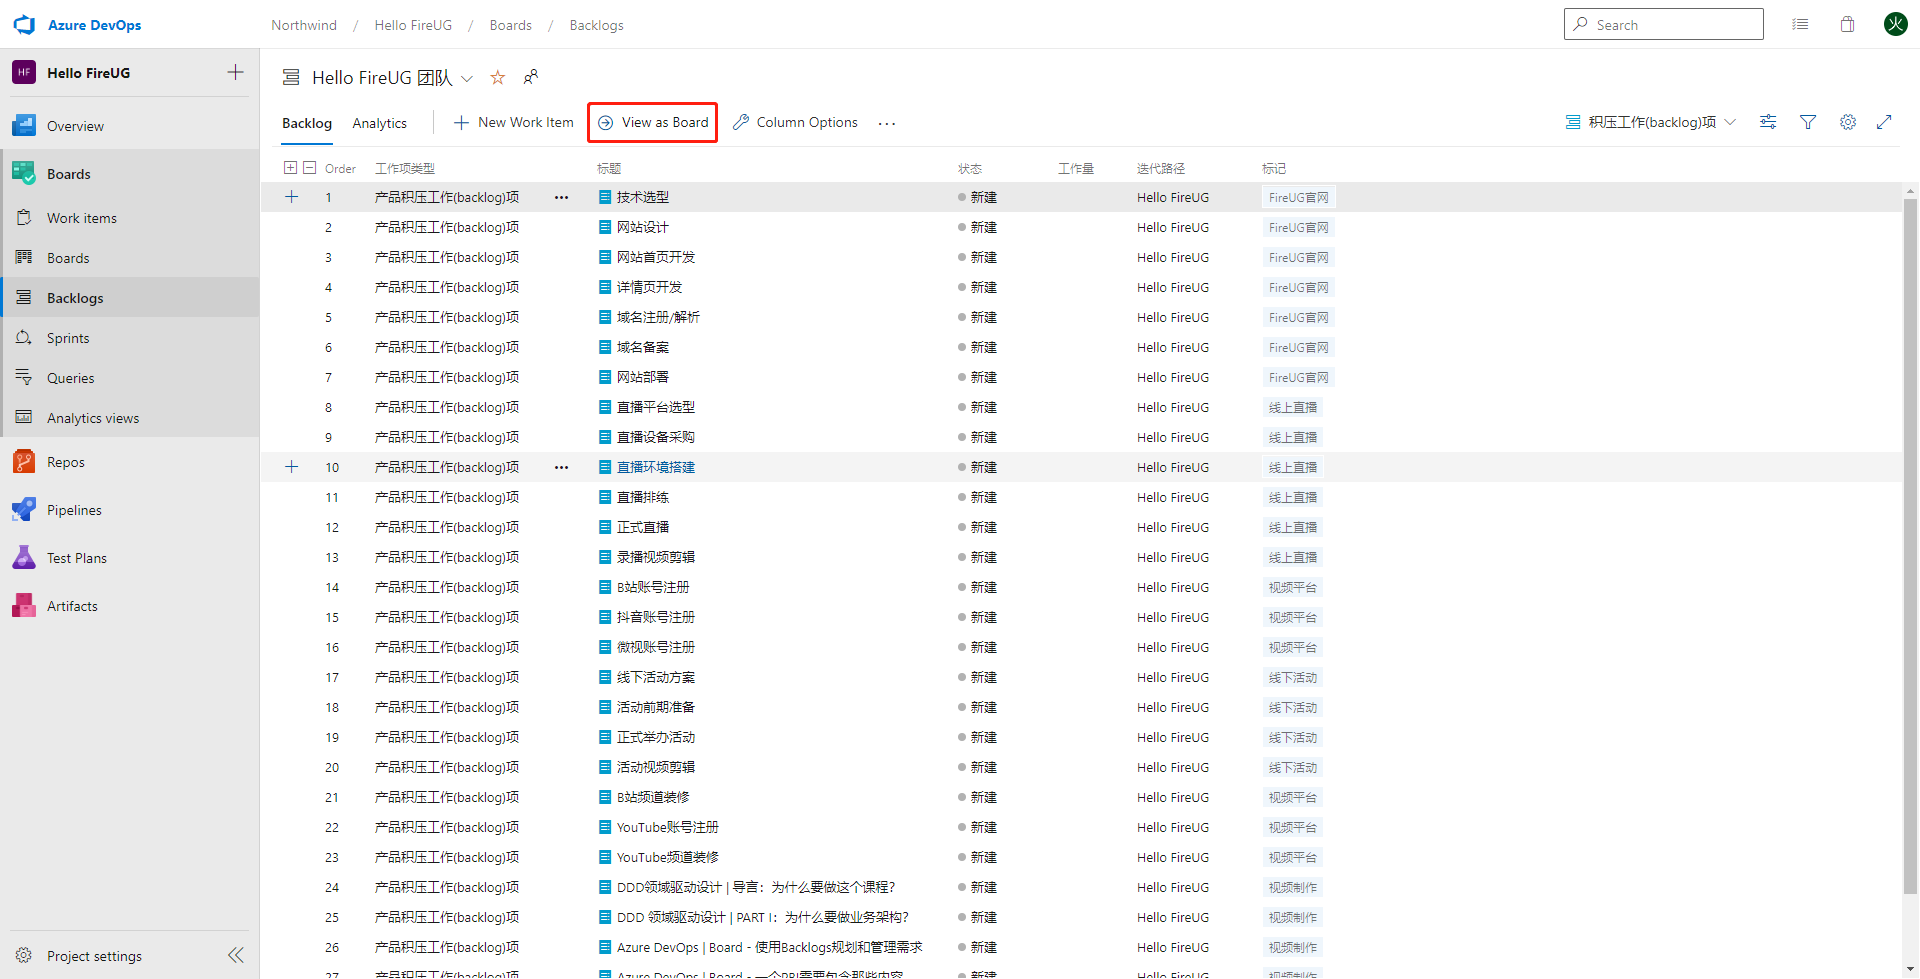 Azure DevOps
Northwind / Hello FireUG / Boards / Backlogs
Search
火
HF Hello FireUG
Overview
Boards
Work items
Boards
Backlogs
Sprints
Queries
Analytics views
Repos
Pipelines
Test Plans
Artifacts
Project settings
Hello FireUG 团队
Backlog Analytics New Work Item View as Board Column Options ... 积压工作(backlog)项
Order 工作项类型 标题 状态 工作量 迭代路径 标记
1 产品积压工作(backlog)项 ... 技术选型 新建 Hello FireUG FireUG官网
2 产品积压工作(backlog)项 网站设计 新建 Hello FireUG FireUG官网
3 产品积压工作(backlog)项 网站首页开发 新建 Hello FireUG FireUG官网
4 产品积压工作(backlog)项 详情页开发 新建 Hello FireUG FireUG官网
5 产品积压工作(backlog)项 域名注册/解析 新建 Hello FireUG FireUG官网
6 产品积压工作(backlog)项 域名备案 新建 Hello FireUG FireUG官网
7 产品积压工作(backlog)项 网站部署 新建 Hello FireUG FireUG官网
8 产品积压工作(backlog)项 直播平台选型 新建 Hello FireUG 线上直播
9 产品积压工作(backlog)项 直播设备采购 新建 Hello FireUG 线上直播
10 产品积压工作(backlog)项 ... 直播环境搭建 新建 Hello FireUG 线上直播
11 产品积压工作(backlog)项 直播排练 新建 Hello FireUG 线上直播
12 产品积压工作(backlog)项 正式直播 新建 Hello FireUG 线上直播
13 产品积压工作(backlog)项 录播视频剪辑 新建 Hello FireUG 线上直播
14 产品积压工作(backlog)项 B站账号注册 新建 Hello FireUG 视频平台
15 产品积压工作(backlog)项 抖音账号注册 新建 Hello FireUG 视频平台
16 产品积压工作(backlog)项 微视账号注册 新建 Hello FireUG 视频平台
17 产品积压工作(backlog)项 线下活动方案 新建 Hello FireUG 线下活动
18 产品积压工作(backlog)项 活动前期准备 新建 Hello FireUG 线下活动
19 产品积压工作(backlog)项 正式举办活动 新建 Hello FireUG 线下活动
20 产品积压工作(backlog)项 活动视频剪辑 新建 Hello FireUG 线下活动
21 产品积压工作(backlog)项 B站频道装修 新建 Hello FireUG 视频平台
22 产品积压工作(backlog)项 YouTube账号注册 新建 Hello FireUG 视频平台
23 产品积压工作(backlog)项 YouTube频道装修 新建 Hello FireUG 视频平台
24 产品积压工作(backlog)项 DDD领域驱动设计 | 导言：为什么要做这个课程？ 新建 Hello FireUG 视频制作
25 产品积压工作(backlog)项 DDD 领域驱动设计 | PART I：为什么要做业务架构？ 新建 Hello FireUG 视频制作
26 产品积压工作(backlog)项 Azure DevOps | Board - 使用Backlogs规划和管理需求 新建 Hello FireUG 视频制作
27 产品积压工作(backlog)项 Azure DevOps | Board - 一个PBI需要包含那些内容 新建 Hello FireUG 视频制作